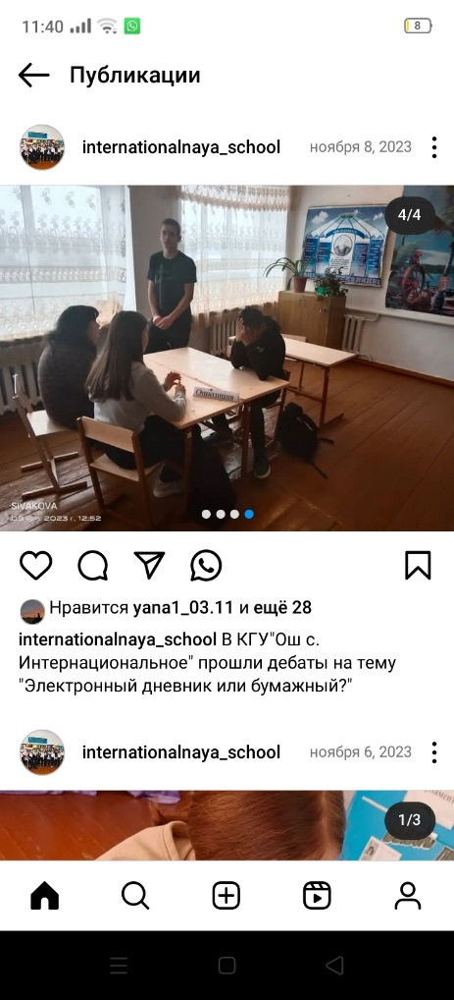 11:40
8
Публикации
internationalnaya_school
ноября 8, 2023
4/4
Оппозиция
SIVAKOVA
2023 г., 12:52
Нравится yana1_03.11 и ещё 28
internationalnaya_school В КГУ"Ош с.
Интернациональное" прошли дебаты на тему
"Электронный дневник или бумажный?"
internationalnaya_school
ноября 6, 2023
1/3